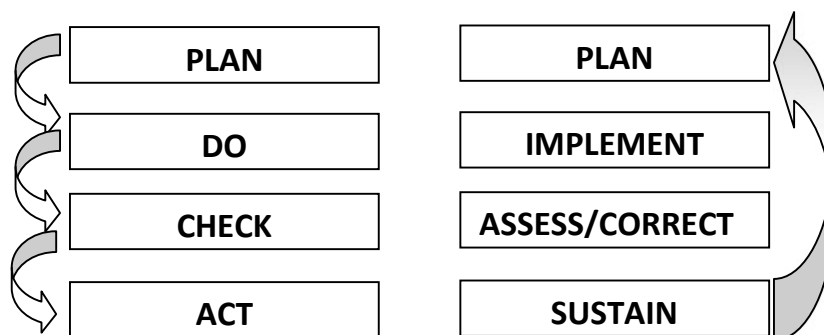 PLAN
DO
CHECK
ACT
PLAN
IMPLEMENT
ASSESS/CORRECT
SUSTAIN